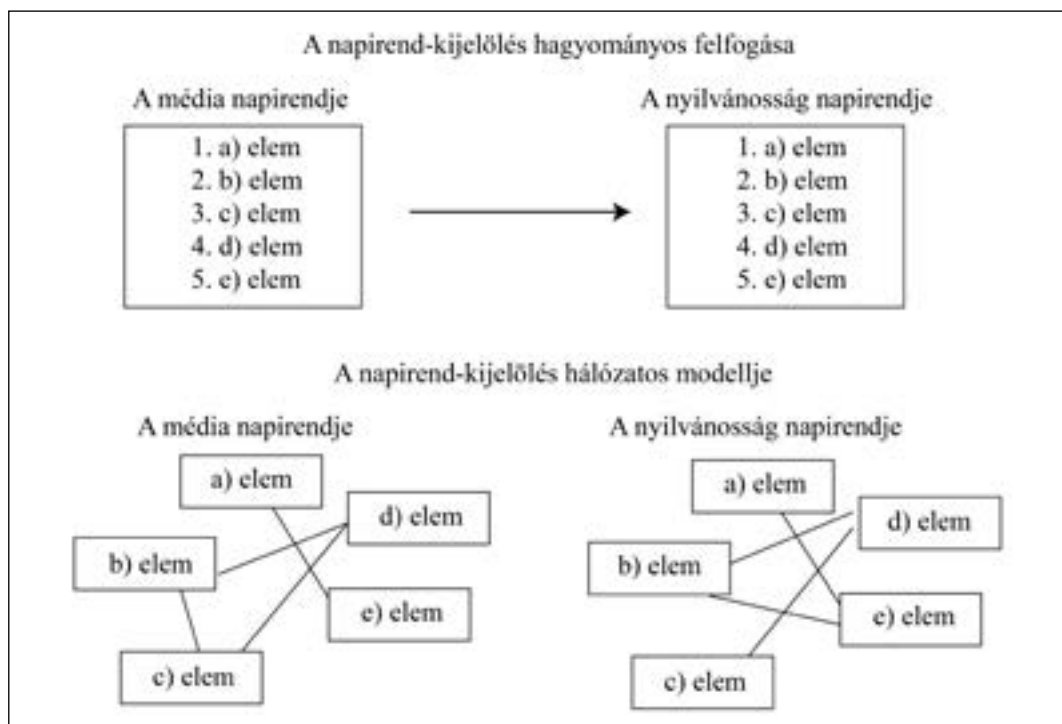 A napirend-kijelölés hagyományos felfogása
A média napirendje
1. a) elem
2. b) elem
3. c) elem
4. d) elem
5. e) elem
A nyilvánosság napirendje
1. a) elem
2. b) elem
3. c) elem
4. d) elem
5. e) elem
A napirend-kijelölés hálózatos modellje
A média napirendje
a) elem
d) elem
b) elem
e) elem
c) elem
A nyilvánosság napirendje
a) elem
d) elem
b) elem
e) elem
c) elem